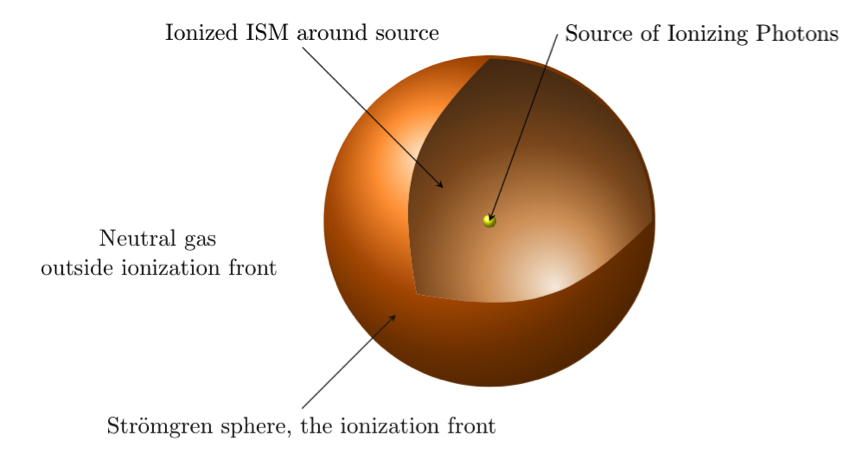 Ionized ISM around source
Source of Ionizing Photons
Neutral gas
outside ionization front
Strömgren sphere, the ionization front